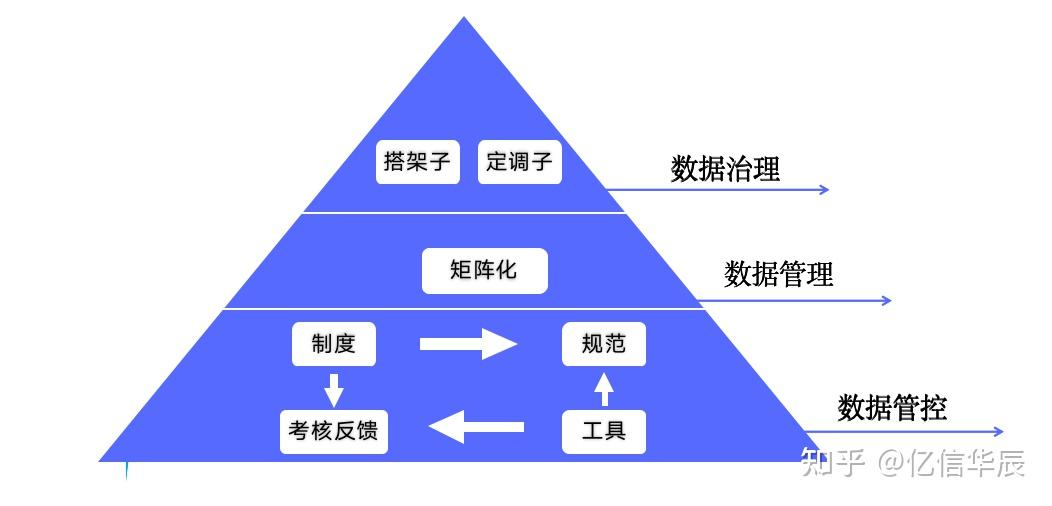 搭架子 定调子
数据治理
矩阵化
数据管理
制度 规范
考核反馈 工具
数据管控
知乎 @亿信华辰